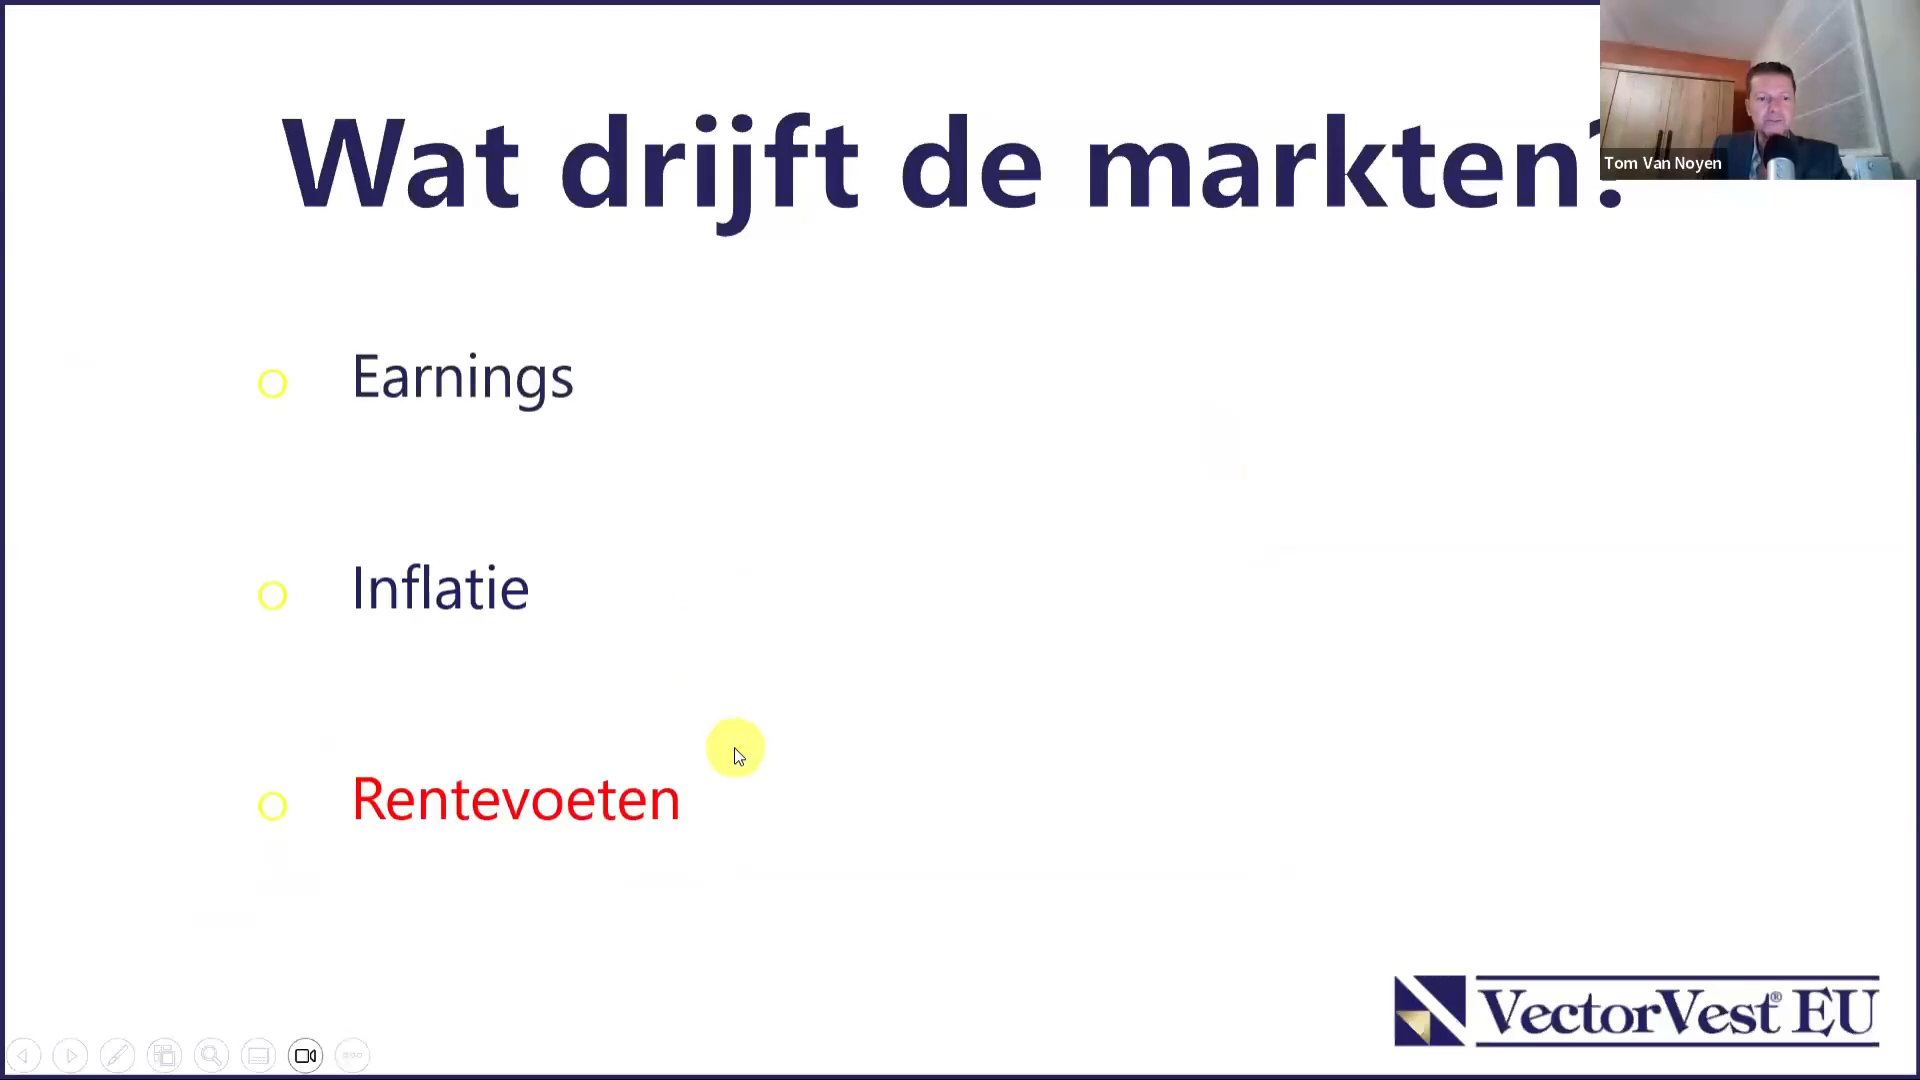 Wat drijft de markten?
Tom Van Noyen
Earnings
Inflatie
Rentevoeten
VectorVest® EU